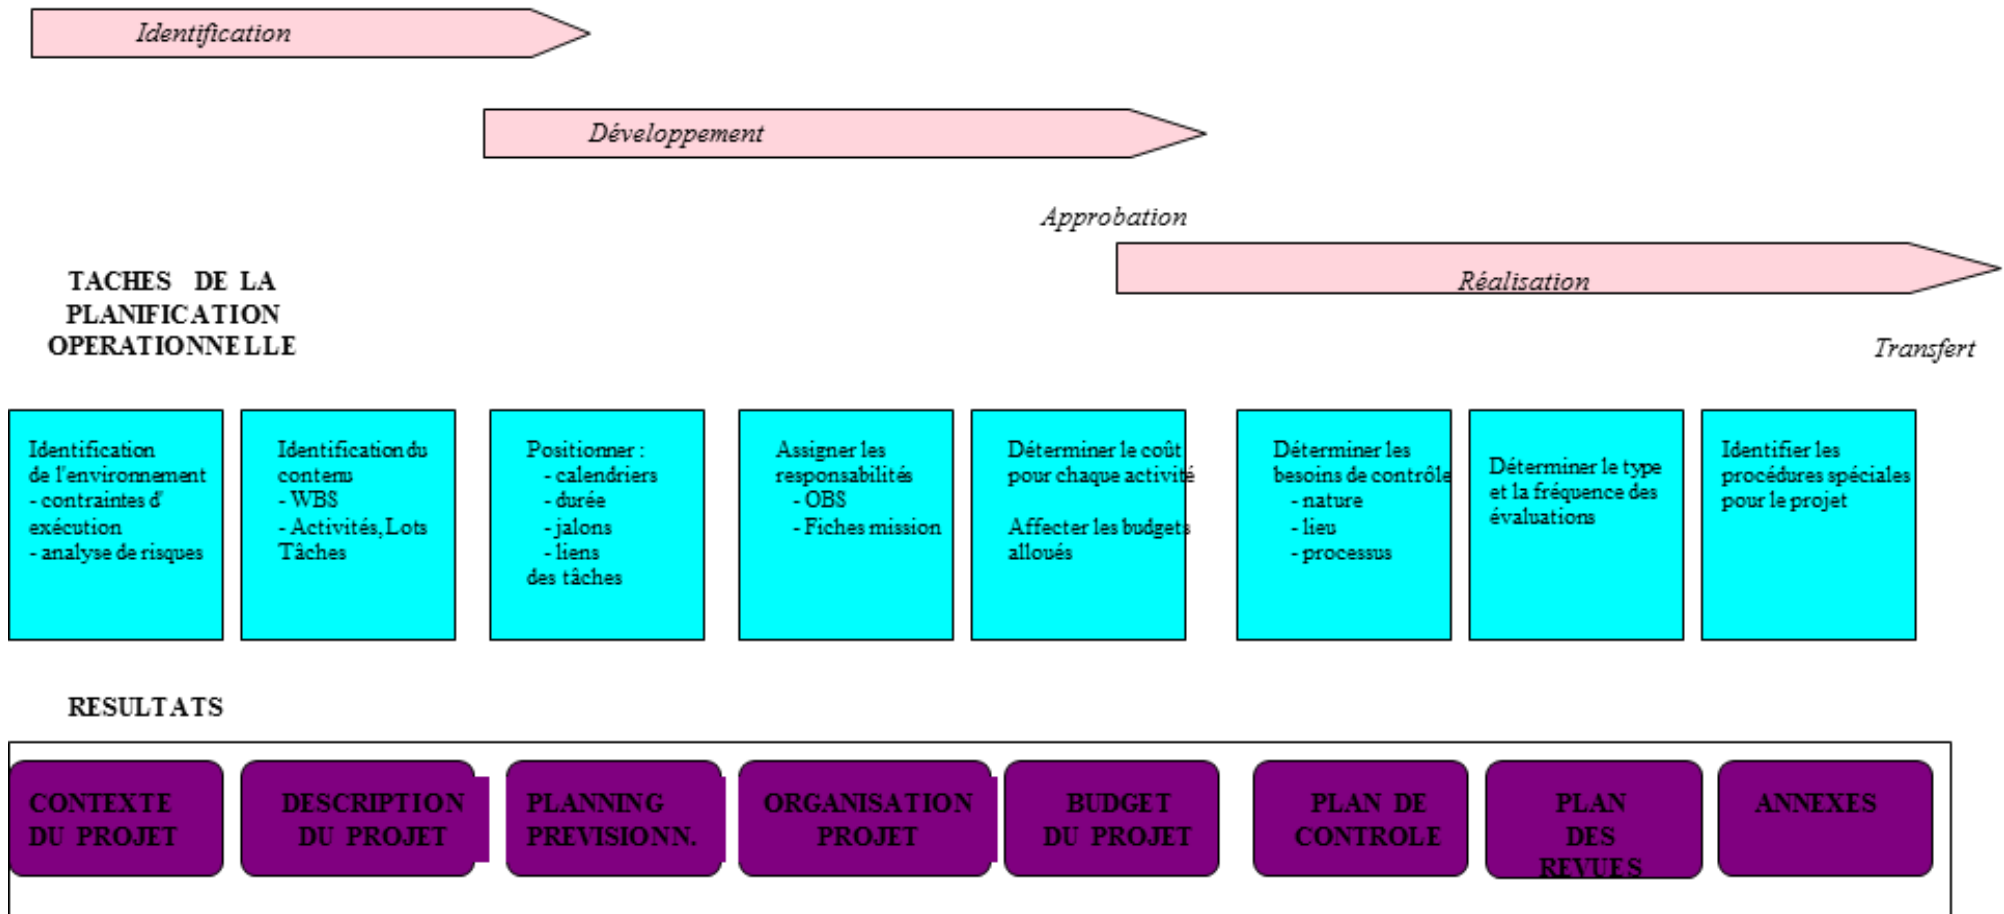 Identification
Développement
Approbation
Réalisation
Transfert
TACHES DE LA
PLANIFICATION
OPERATIONNELLE
Identification
de l'environnement
- contraintes d'
exécution
- analyse de risques
Identification du
contenu
- WBS
- Activités, Lots
Tâches
Positionner :
- calendriers
- durée
- jalons
- liens
des tâches
Assigner les
responsabilités
- OBS
- Fiches mission
Déterminer le coût
pour chaque activité
Affecter les budgets
alloués
Déterminer les
besoins de contrôle
- nature
- lieu
- processus
Déterminer le type
et la fréquence des
évaluations
Identifier les
procédures spéciales
pour le projet
RESULTATS
CONTEXTE
DU PROJET
DESCRIPTION
DU PROJET
PLANNING
PREVISIONN.
ORGANISATION
PROJET
BUDGET
DU PROJET
PLAN DE
CONTROLE
PLAN
DES
REVUES
ANNEXES